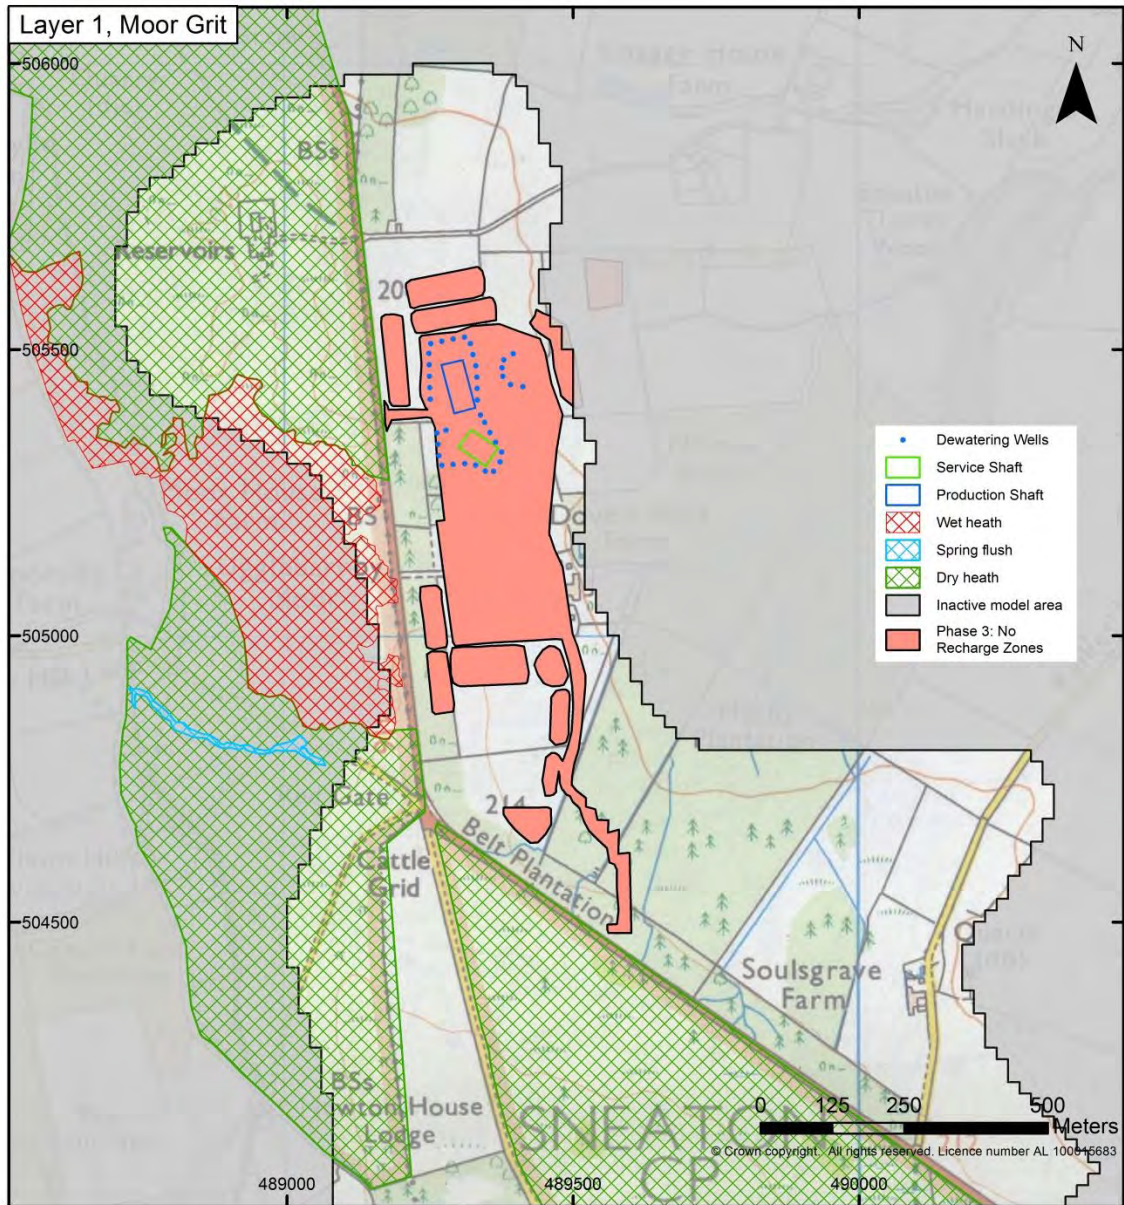 Layer 1, Moor Grit
N
506000
BSs
Reservoirs
20
505500
Dewatering Wells
Service Shaft
Production Shaft
Wet heath
Spring flush
Dry heath
Inactive model area
Phase 3: No
Recharge Zones
BS
505000
Plantation
Gate
214
Belt Plantation
Cattle
Grid
504500
Soulsgrave
Farm
BSs
wton House
Lodge
SNEATON
CP
0 125 250 500
Meters
212
© Crown copyright. All rights reserved. Licence number AL 100015683
489000 489500 490000